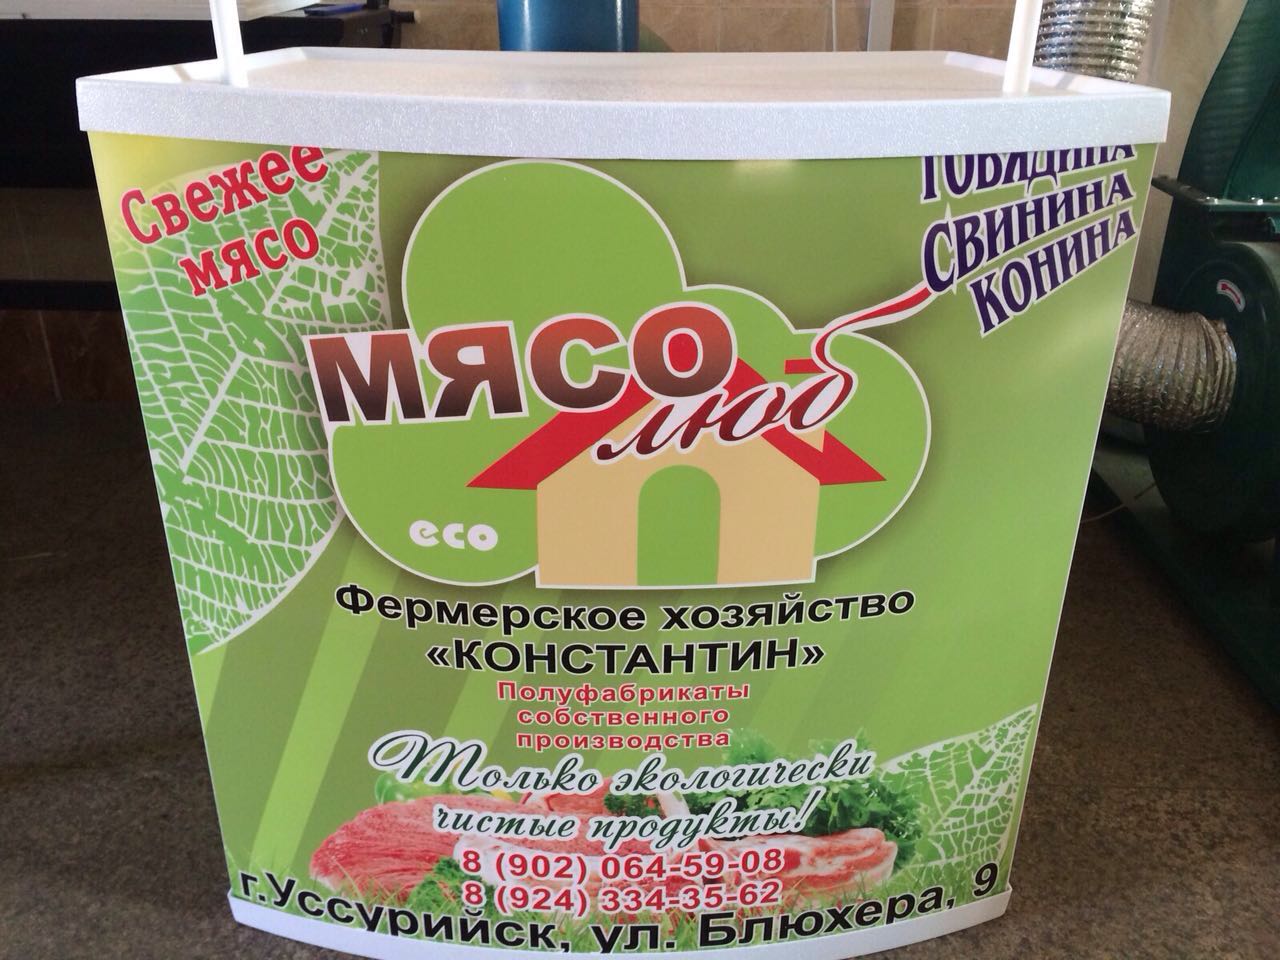 Свежее
мясо
ГОВЯДИНА
СВИНИНА
КОНИНА
МЯСО
люб
eco
Фермерское хозяйство
«КОНСТАНТИН»
Полуфабрикаты
собственного
производства
Только экологически
чистые продукты!
8 (902) 064-59-08
8 (924) 334-35-62
г.Уссурийск, ул. Блюхера, 9